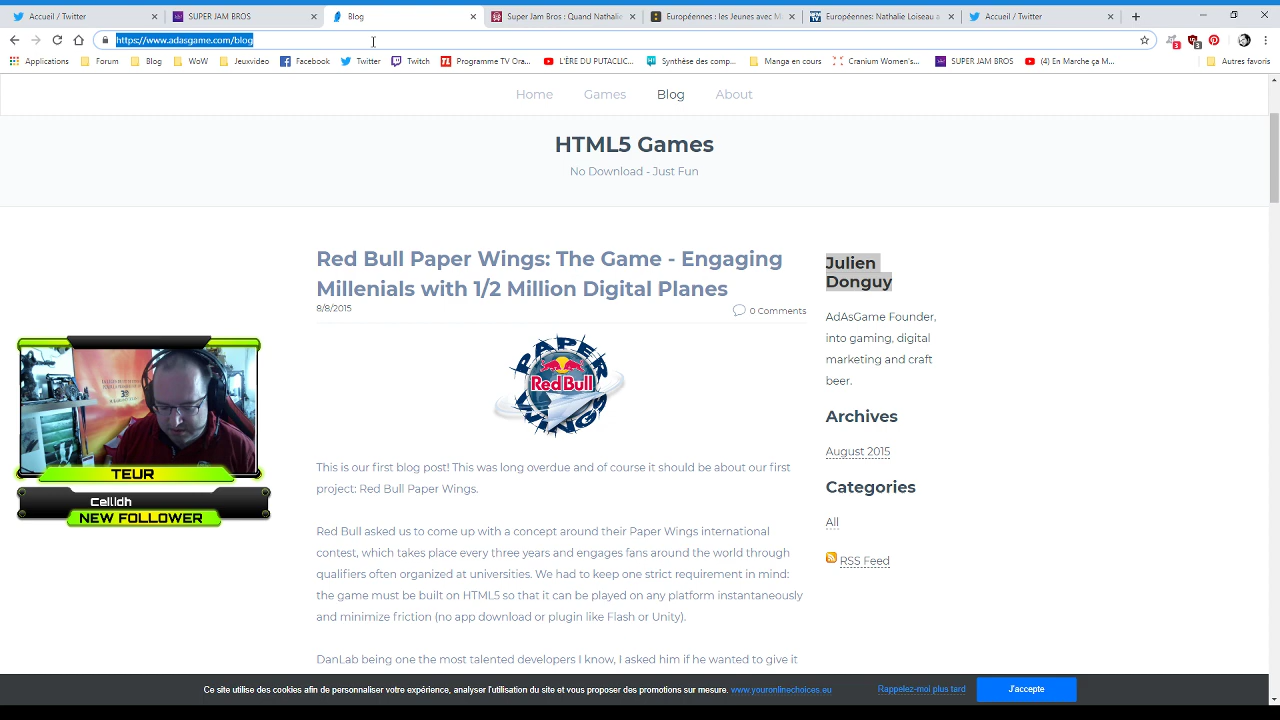 Accueil / Twitter
SUPER JAM BROS
Blog
Super Jam Bros : Quand Nathalie
Européennes : les Jeunes avec M
Européennes: Nathalie Loiseau a
Accueil / Twitter
https://www.adasgame.com/blog
3
3
Applications
Forum
Blog
WoW
Jeuxvideo
Facebook
Twitter
Twitch
Programme TV Ora...
L'ÈRE DU PUTACLIC...
Synthèse des comp...
Manga en cours
Cranium Women's...
SUPER JAM BROS
(4) En Marche ça M...
Autres favoris
Home
Games
Blog
About
HTML5 Games
No Download - Just Fun
Red Bull Paper Wings: The Game - Engaging
Millenials with 1/2 Million Digital Planes
8/8/2015
0 Comments
PAPER
Red Bull
WINGS
This is our first blog post! This was long overdue and of course it should be about our first
project: Red Bull Paper Wings.
Red Bull asked us to come up with a concept around their Paper Wings international
contest, which takes place every three years and engages fans around the world through
qualifiers often organized at universities. We had to keep one strict requirement in mind:
the game must be built on HTML5 so that it can be played on any platform instantaneously
and minimize friction (no app download or plugin like Flash or Unity).
DanLab being one the most talented developers I know, I asked him if he wanted to give it
Julien
Donguy
AdAsGame Founder,
into gaming, digital
marketing and craft
beer.
Archives
August 2015
Categories
All
RSS Feed
TEUR
Cellidh
NEW FOLLOWER
Ce site utilise des cookies afin de personnaliser votre expérience, analyser l'utilisation du site et vous proposer des promotions sur mesure. www.youronlinechoices.eu
Rappelez-moi plus tard
J'accepte